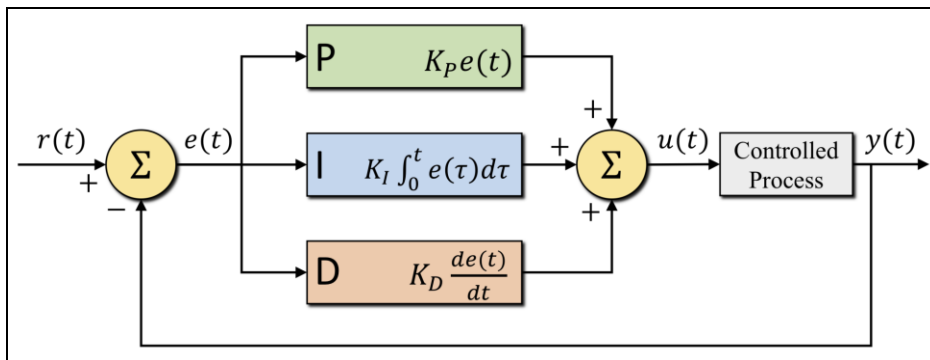 r(t)
+
−
Σ
e(t)
P K_P e(t)
I K_I ∫_0^t e(τ)dτ
D K_D de(t)/dt
+
+
+
Σ
u(t)
Controlled
Process
y(t)